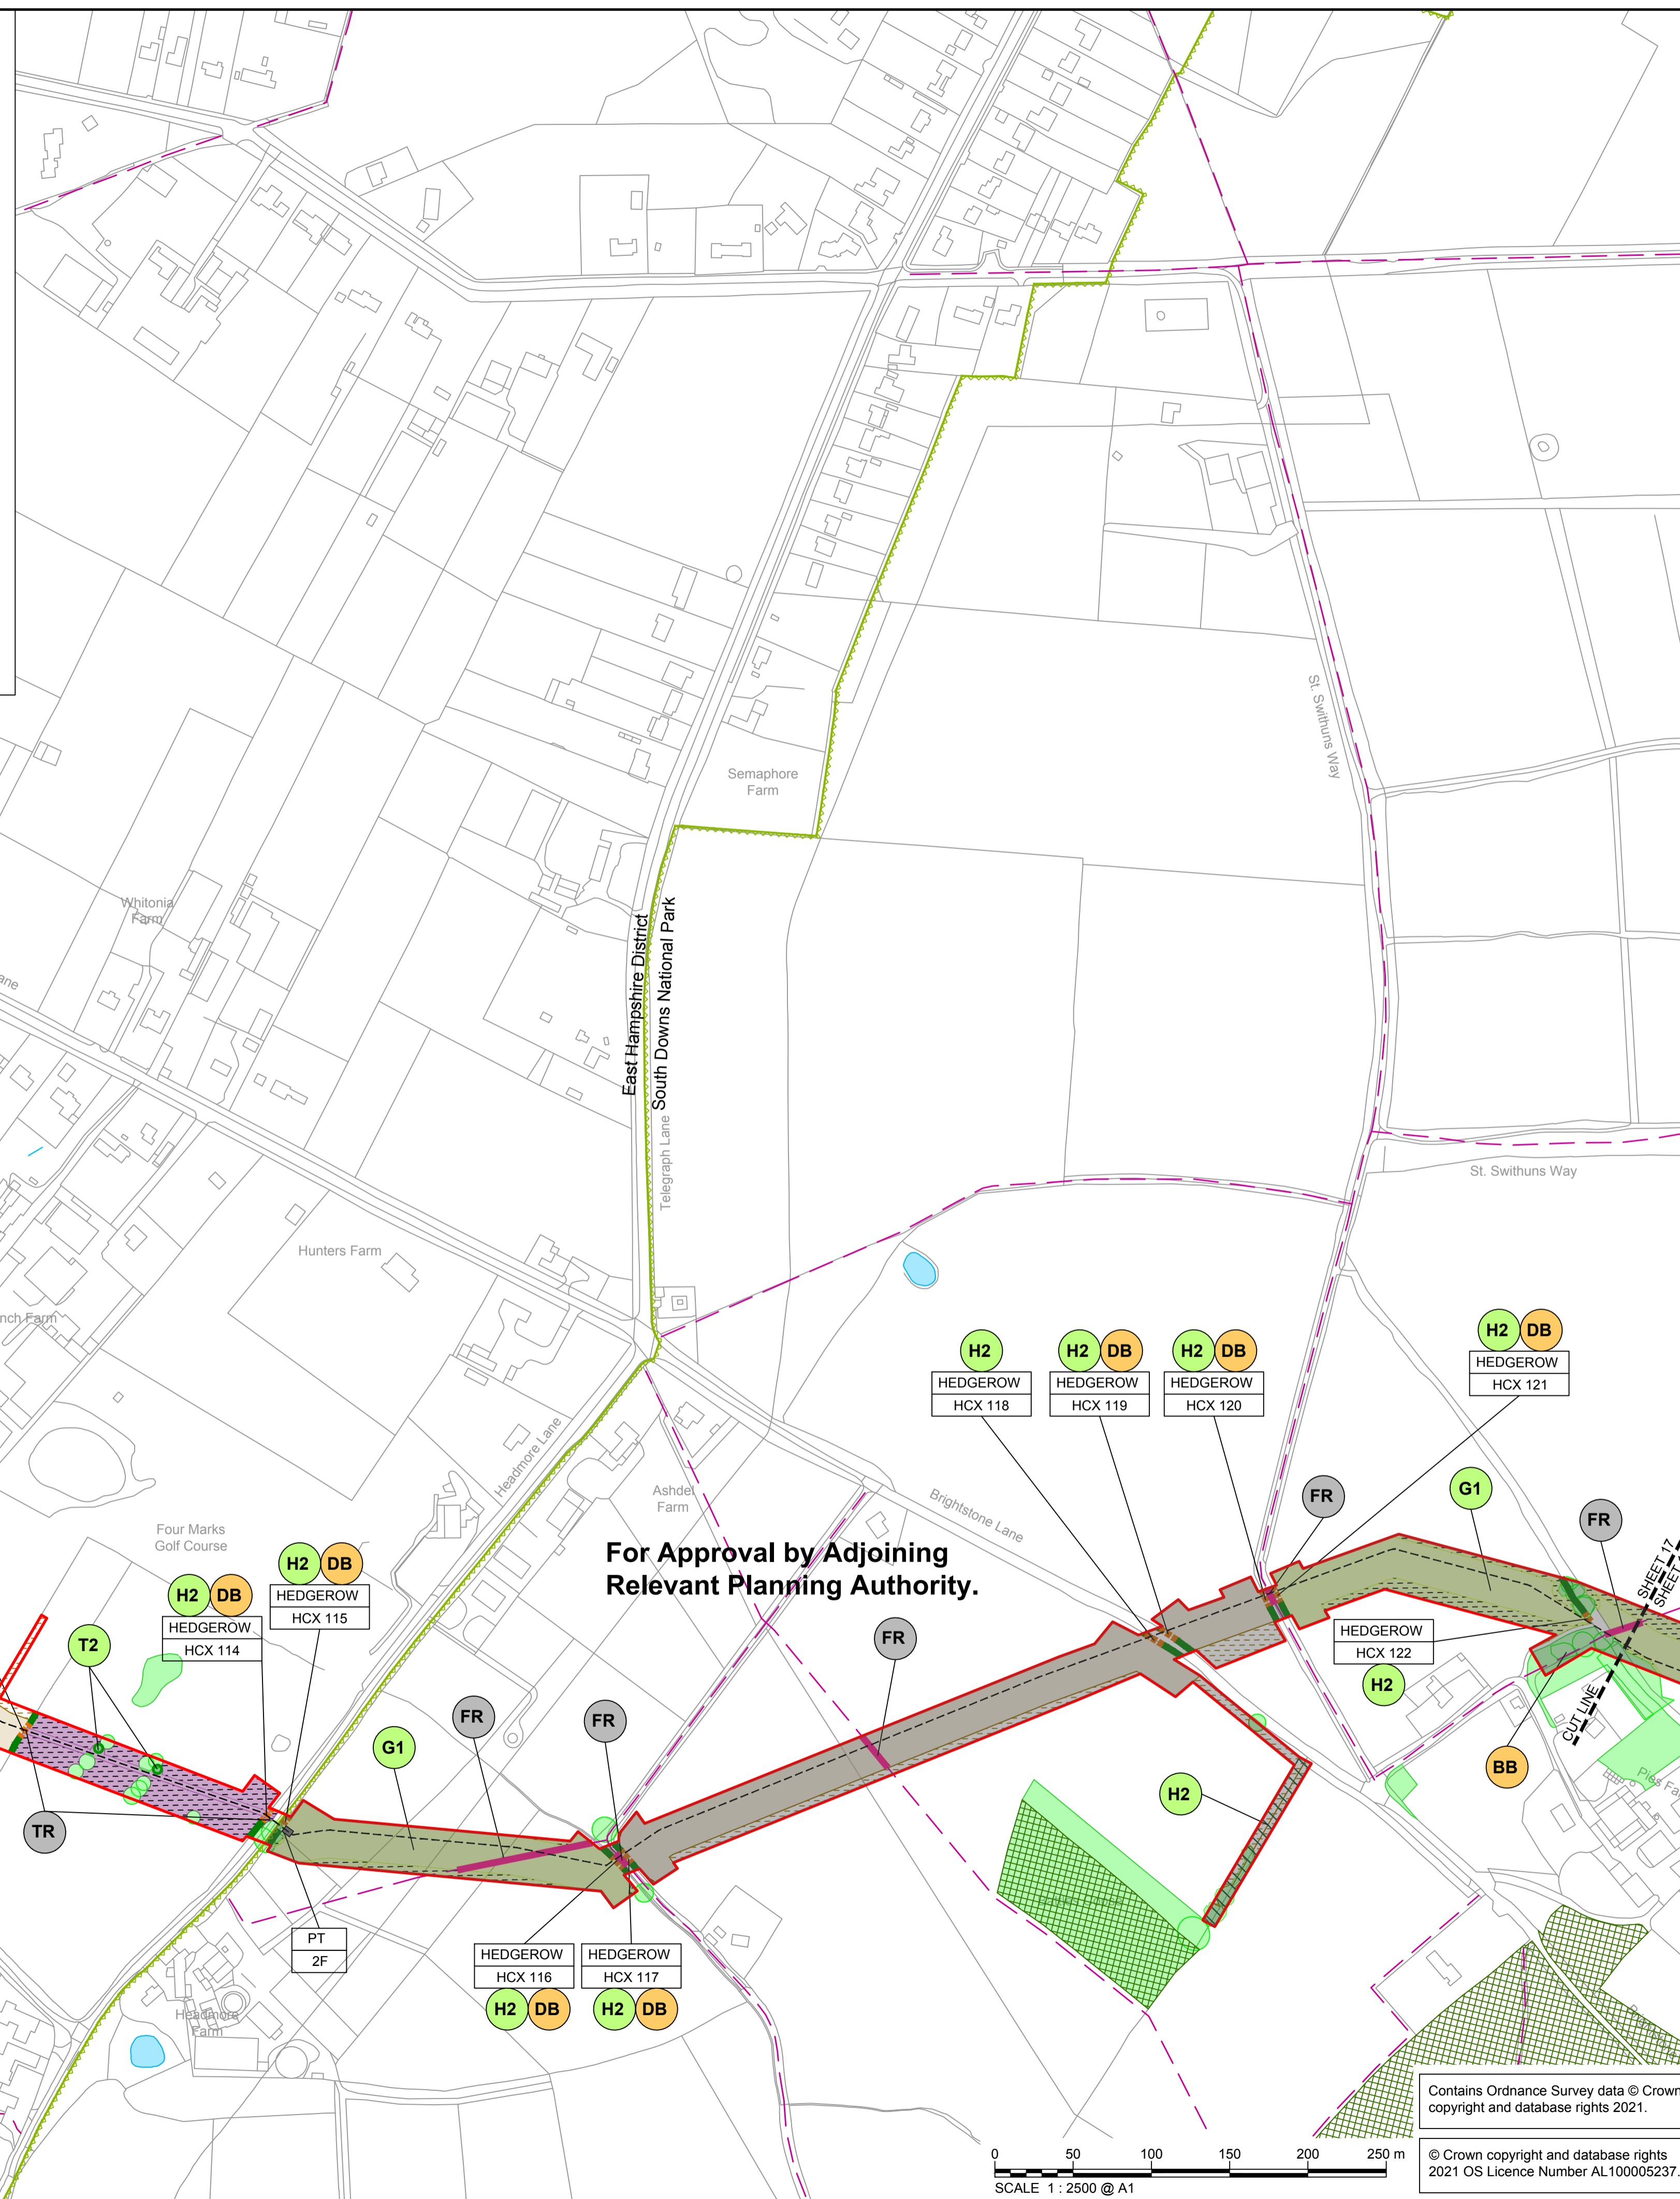 Semaphore
Farm
St. Swithuns Way
Whitonia
Farm
East Hampshire District
South Downs National Park
Telegraph Lane
St. Swithuns Way
Hunters Farm
H2
HEDGEROW
HCX 118
H2 DB
HEDGEROW
HCX 119
H2 DB
HEDGEROW
HCX 120
H2 DB
HEDGEROW
HCX 121
Headmore Lane
Ashdel
Farm
Brightstone Lane
FR
G1
FR
Four Marks
Golf Course
For Approval by Adjoining
Relevant Planning Authority.
H2 DB
HEDGEROW
HCX 115
H2 DB
HEDGEROW
HCX 114
T2
FR
SHEET 17
SHEET
HEDGEROW
HCX 122
H2
CUT LINE
FR
FR
G1
BB
H2
TR
PT
2F
HEDGEROW
HCX 116
H2 DB
HEDGEROW
HCX 117
H2 DB
Headmore
Farm
Contains Ordnance Survey data © Crown
copyright and database rights 2021.
0 50 100 150 200 250 m
SCALE 1 : 2500 @ A1
© Crown copyright and database rights
2021 OS Licence Number AL100005237.